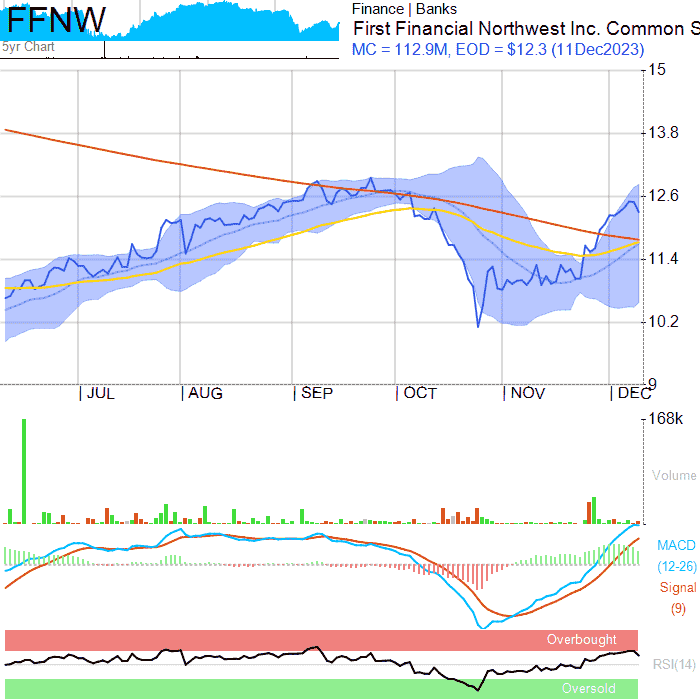 FFNW
5yr Chart
Finance | Banks
First Financial Northwest Inc. Common S
MC = 112.9M, EOD = $12.3 (11Dec2023)
15
13.8
12.6
11.4
10.2
9
JUL
AUG
SEP
OCT
NOV
DEC
168k
Volume
MACD
(12-26)
Signal
(9)
Overbought
RSI(14)
Oversold